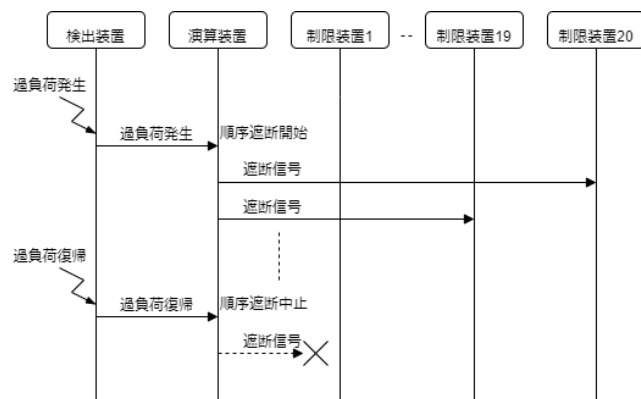 検出装置
演算装置
制限装置1
--
制限装置19
制限装置20
過負荷発生
過負荷発生
順序遮断開始
遮断信号
遮断信号
過負荷復帰
過負荷復帰
順序遮断中止
遮断信号